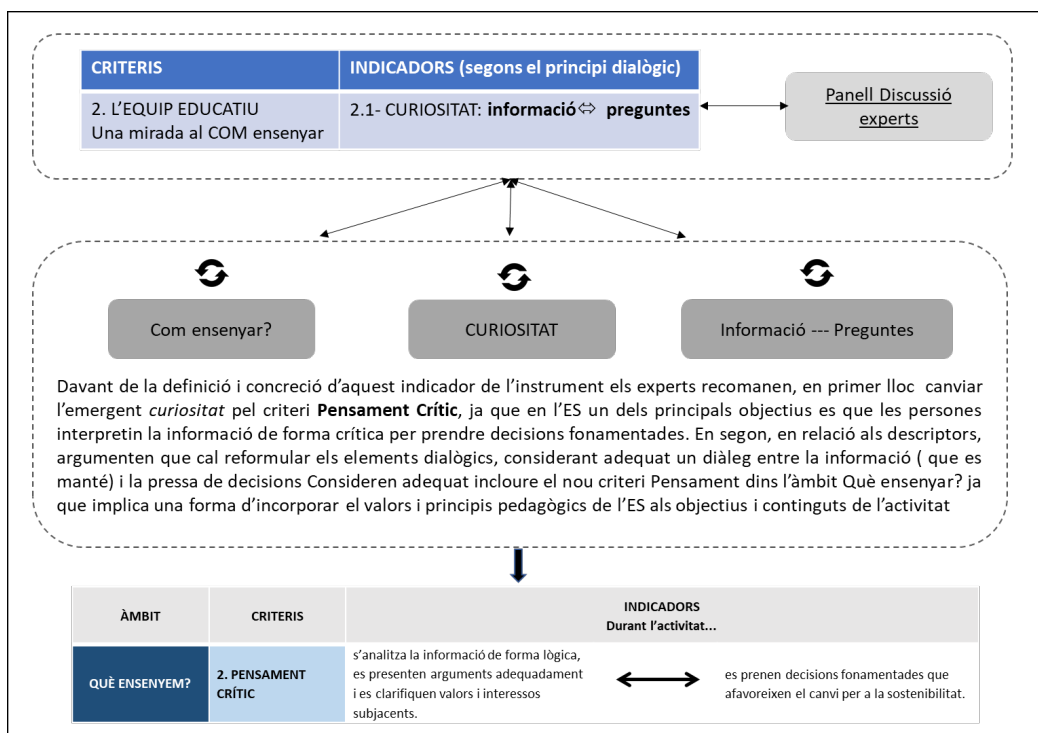 CRITERIS
INDICADORS (segons el principi dialògic)
2. L'EQUIP EDUCATIU
Una mirada al COM ensenyar
2.1- CURIOSITAT: informació⇔ preguntes
Panell Discussió
experts
Com ensenyar?
CURIOSITAT
Informació --- Preguntes
Davant de la definició i concreció d'aquest indicador de l'instrument els experts recomanen, en primer lloc canviar
l'emergent curiositat pel criteri Pensament Crític, ja que en l'ES un dels principals objectius es que les persones
interpretin la informació de forma crítica per prendre decisions fonamentades. En segon, en relació als descriptors,
argumenten que cal reformular els elements dialògics, considerant adequat un diàleg entre la informació ( que es
manté) i la pressa de decisions Consideren adequat incloure el nou criteri Pensament dins l'àmbit Què ensenyar? ja
que implica una forma d'incorporar el valors i principis pedagògics de l'ES als objectius i continguts de l'activitat
ÀMBIT
CRITERIS
INDICADORS
Durant l'activitat...
QUÈ ENSENYEM?
2. PENSAMENT
CRÍTIC
s'analitza la informació de forma lògica,
es presenten arguments adequadament
i es clarifiquen valors i interessos
subjacents.
es prenen decisions fonamentades que
afavoreixen el canvi per a la sostenibilitat.